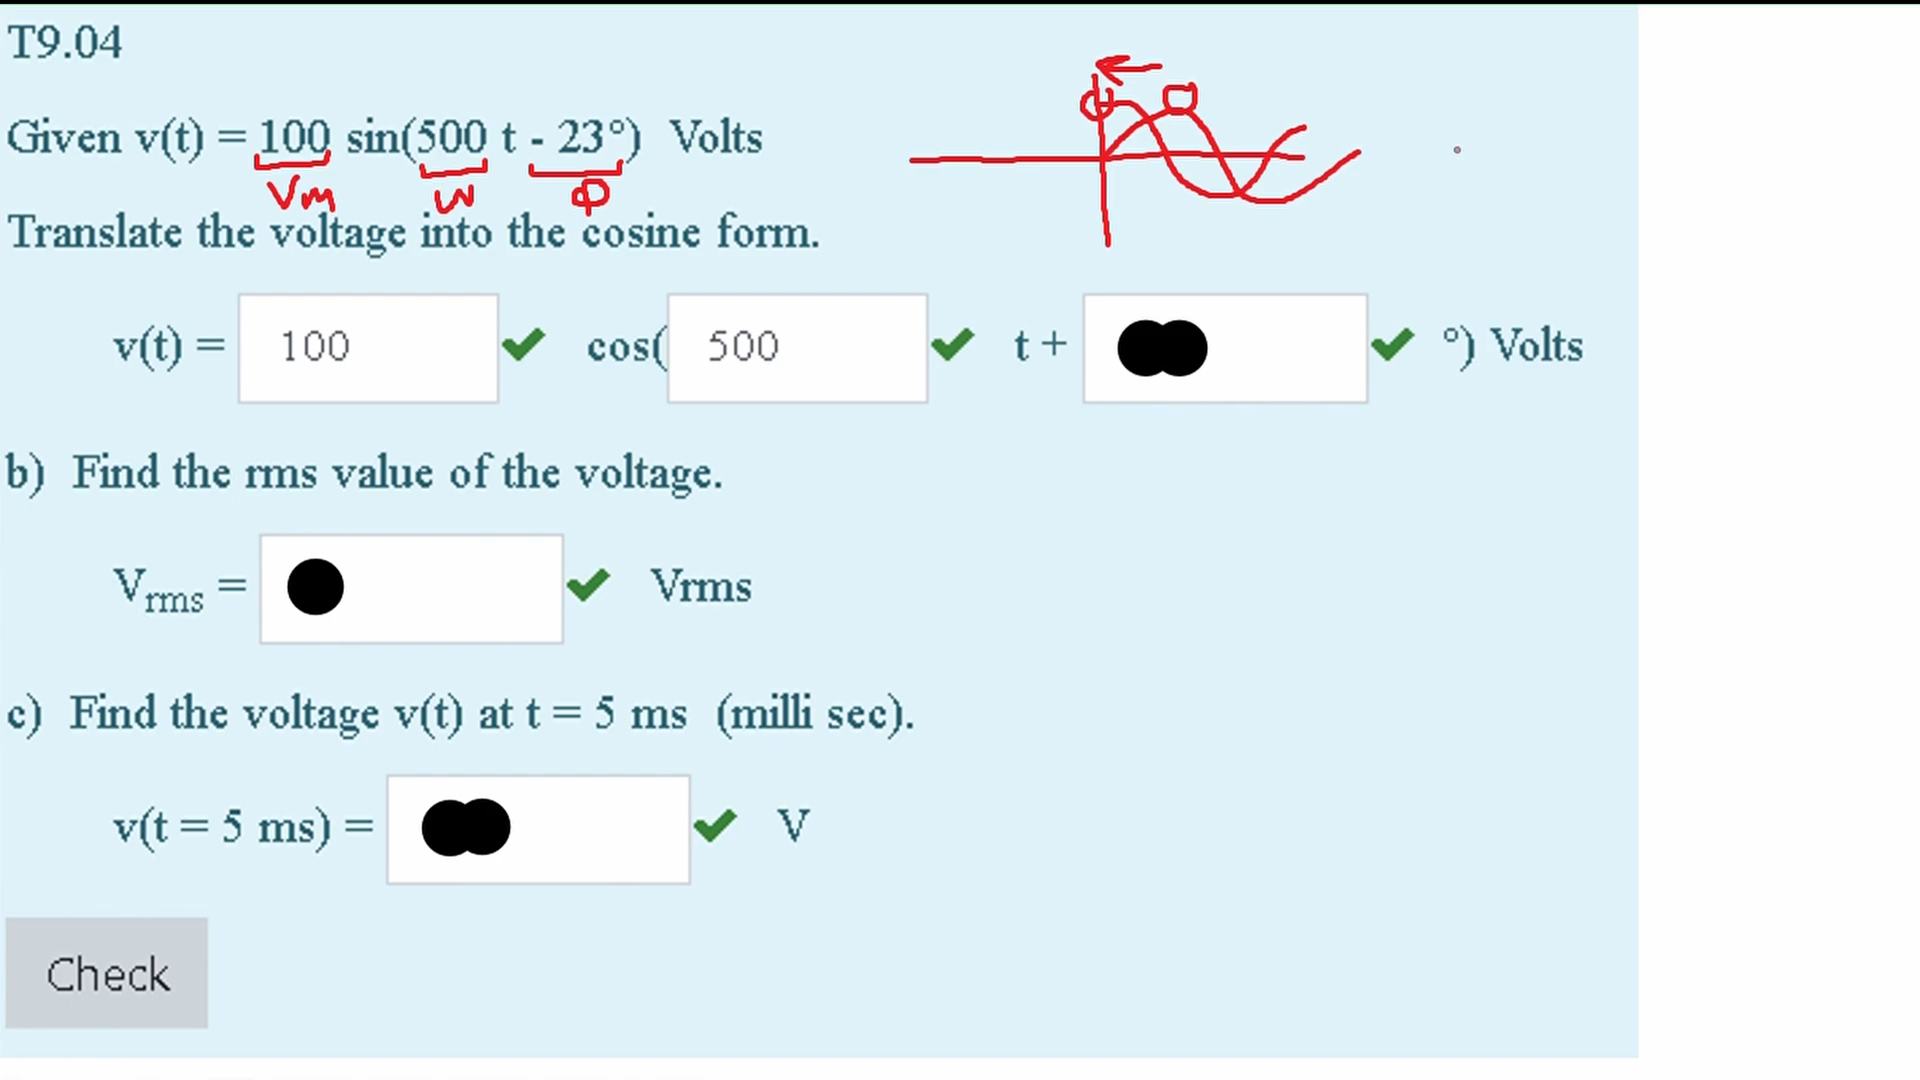 T9.04
Given v(t) = 100 sin(500 t - 23°) Volts
Vm w Φ
Translate the voltage into the cosine form.
v(t) = 100 cos( 500 t + °) Volts
b) Find the rms value of the voltage.
Vrms = Vrms
c) Find the voltage v(t) at t = 5 ms (milli sec).
v(t = 5 ms) = V
Check